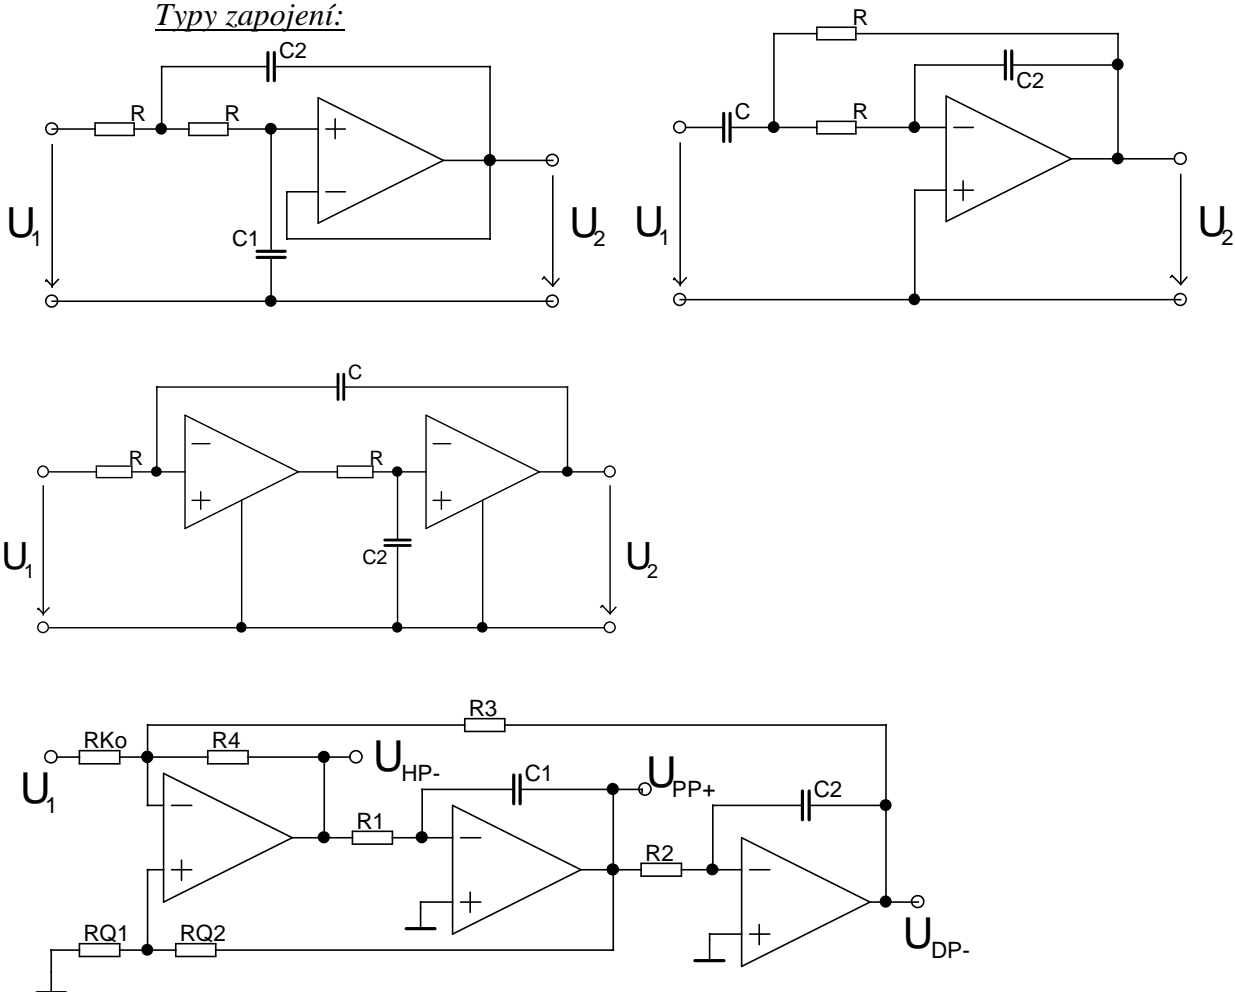 Typy zapojení:
C2
R
R
+
−
C1
U1
U2
R
C2
C
R
−
+
U1
U2
C
R
R
−
+
−
+
C2
U1
U2
R3
RKo
R4
U1
UHP-
C1
UPP+
C2
−
R1
−
R2
−
+
+
+
RQ1
RQ2
UDP-